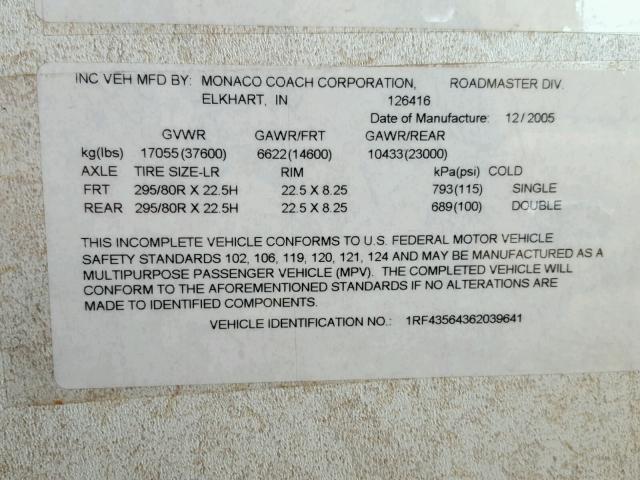 INC VEH MFD BY: MONACO COACH CORPORATION, ROADMASTER DIV.
ELKHART, IN 126416
Date of Manufacture: 12/2005
GVWR GAWR/FRT GAWR/REAR
kg(lbs) 17055(37600) 6622(14600) 10433(23000)
AXLE TIRE SIZE-LR RIM kPa(psi) COLD
FRT 295/80R X 22.5H 22.5 X 8.25 793(115) SINGLE
REAR 295/80R X 22.5H 22.5 X 8.25 689(100) DOUBLE
THIS INCOMPLETE VEHICLE CONFORMS TO U.S. FEDERAL MOTOR VEHICLE
SAFETY STANDARDS 102, 106, 119, 120, 121, 124 AND MAY BE MANUFACTURED AS A
MULTIPURPOSE PASSENGER VEHICLE (MPV). THE COMPLETED VEHICLE WILL
CONFORM TO THE AFOREMENTIONED STANDARDS IF NO ALTERATIONS ARE
MADE TO IDENTIFIED COMPONENTS.
VEHICLE IDENTIFICATION NO.: 1RF43564362039641